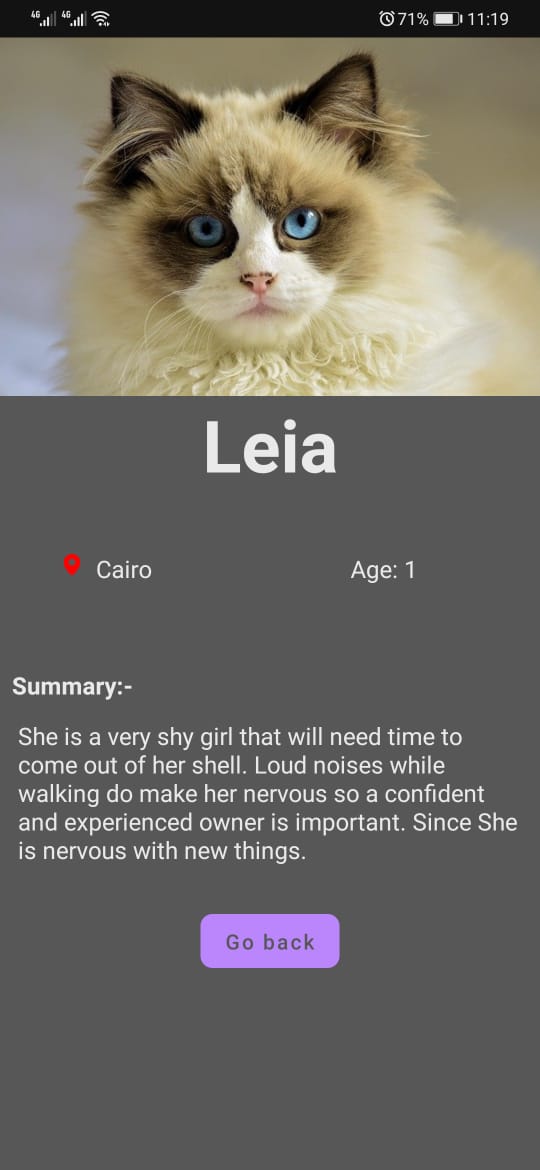 4G 4G 71% 11:19
Leia
Cairo Age: 1
Summary:-
She is a very shy girl that will need time to
come out of her shell. Loud noises while
walking do make her nervous so a confident
and experienced owner is important. Since She
is nervous with new things.
Go back